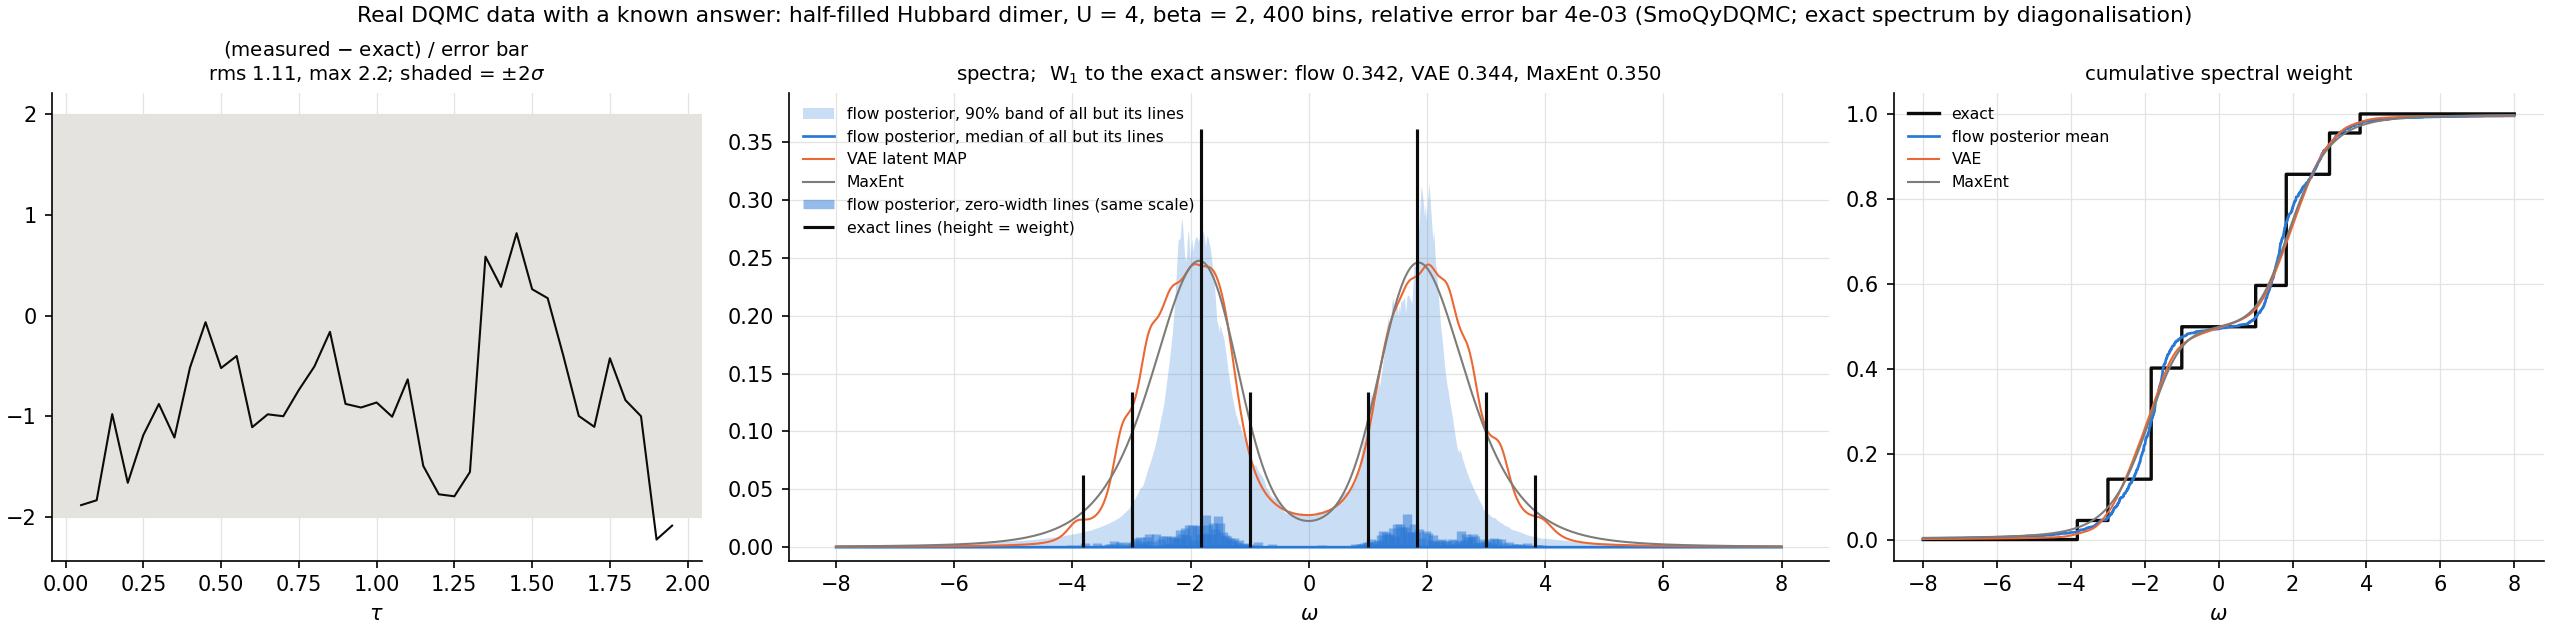 Real DQMC data with a known answer: half-filled Hubbard dimer, U = 4, beta = 2, 400 bins, relative error bar 4e-03 (SmoQyDQMC; exact spectrum by diagonalisation)
(measured − exact) / error bar
rms 1.11, max 2.2; shaded = ±2σ
2
1
0
−1
−2
0.00 0.25 0.50 0.75 1.00 1.25 1.50 1.75 2.00
τ
spectra; W₁ to the exact answer: flow 0.342, VAE 0.344, MaxEnt 0.350
flow posterior, 90% band of all but its lines
flow posterior, median of all but its lines
VAE latent MAP
MaxEnt
flow posterior, zero-width lines (same scale)
exact lines (height = weight)
0.35
0.30
0.25
0.20
0.15
0.10
0.05
0.00
−8 −6 −4 −2 0 2 4 6 8
ω
cumulative spectral weight
exact
flow posterior mean
VAE
MaxEnt
1.0
0.8
0.6
0.4
0.2
0.0
−8 −6 −4 −2 0 2 4 6 8
ω